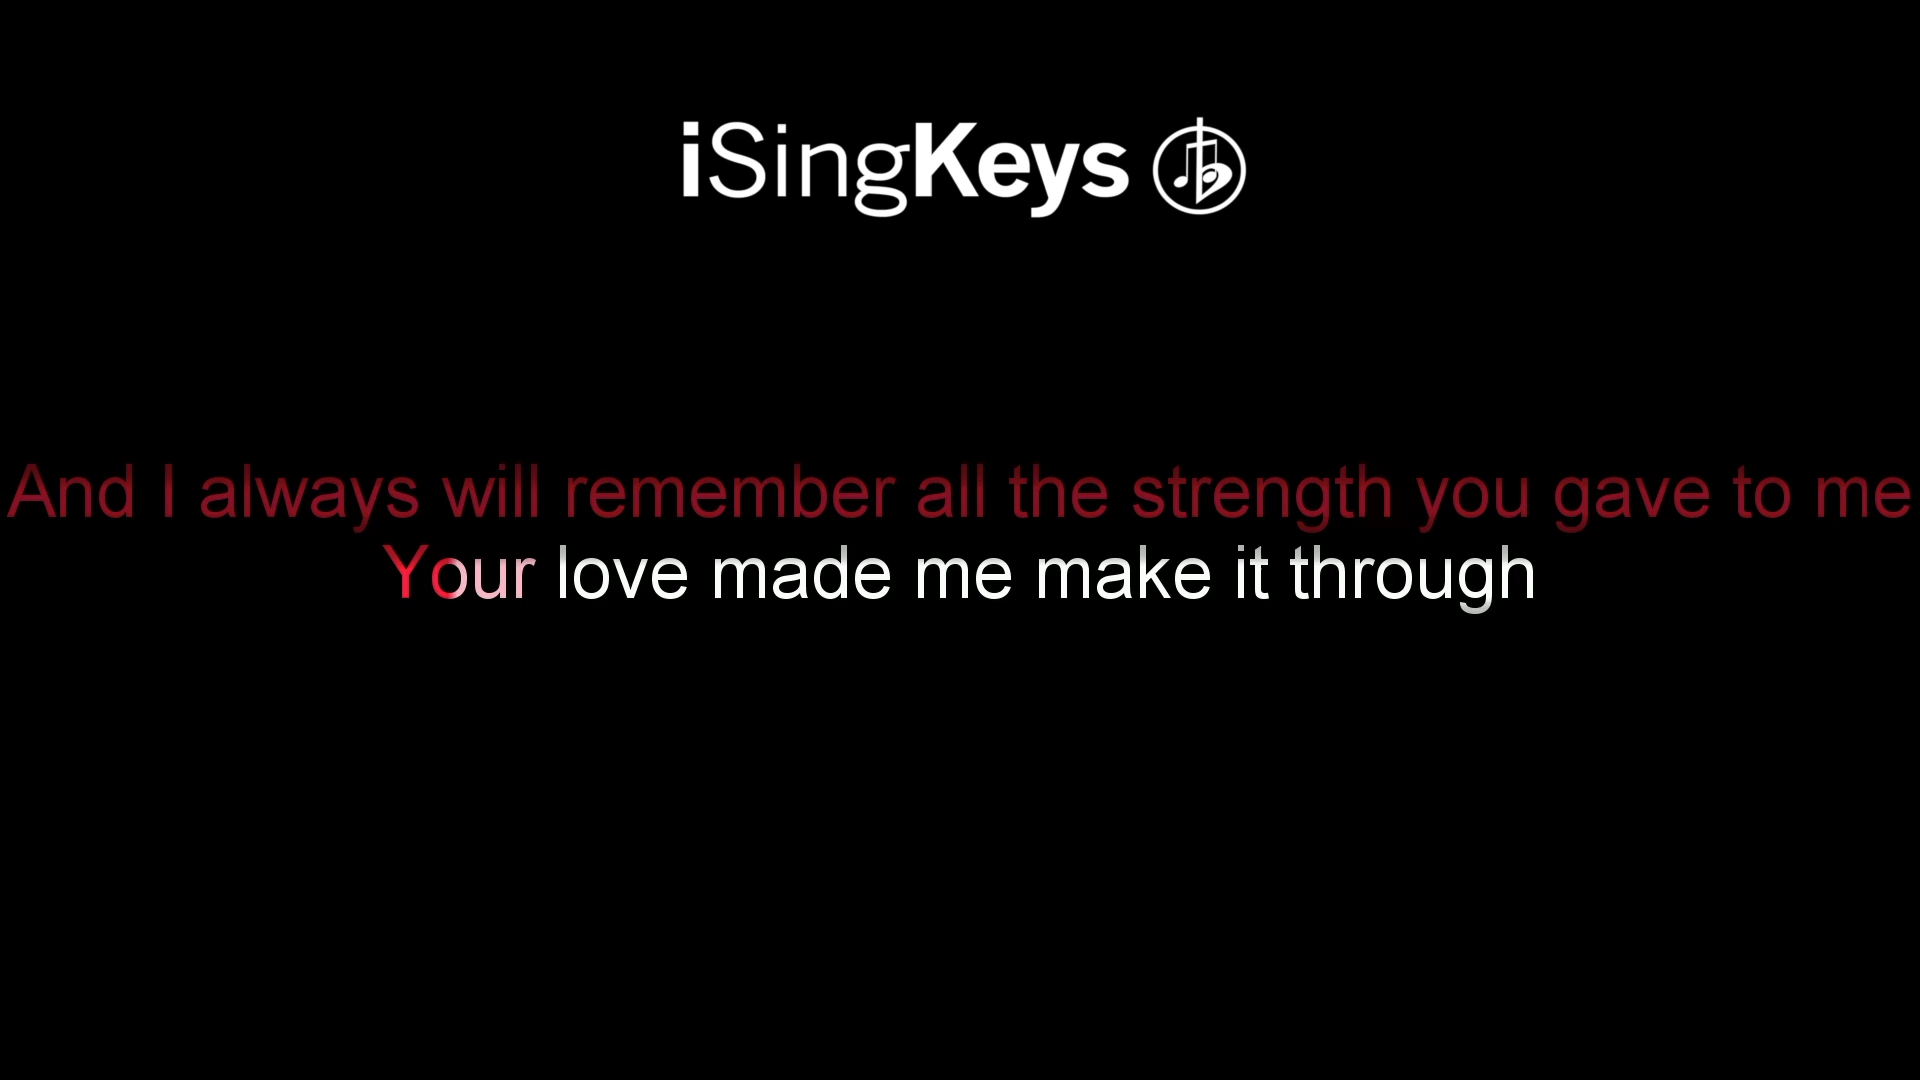 iSingKeys
And I always will remember all the strength you gave to me
Your love made me make it through